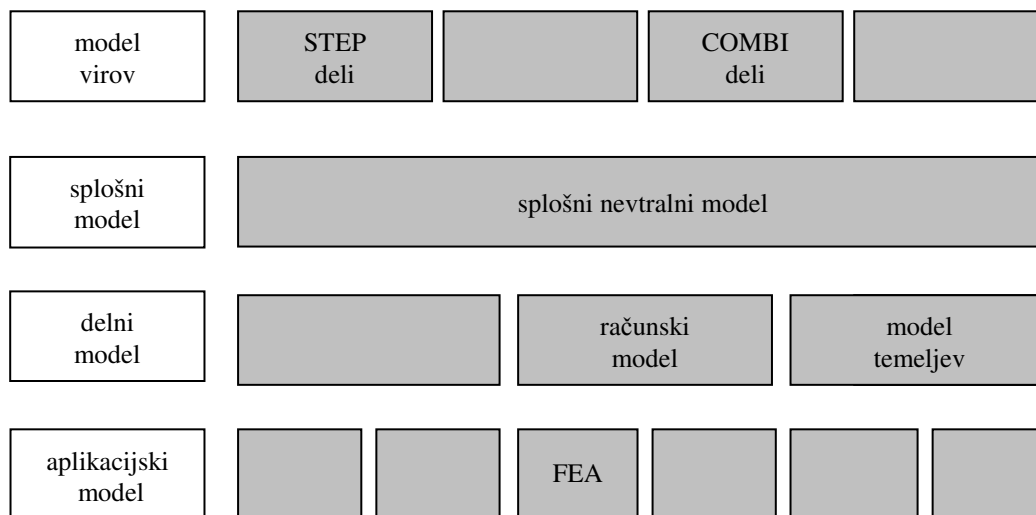 model
virov
STEP
deli
COMBI
deli
splošni
model
splošni nevtralni model
delni
model
računski
model
model
temeljev
aplikacijski
model
FEA